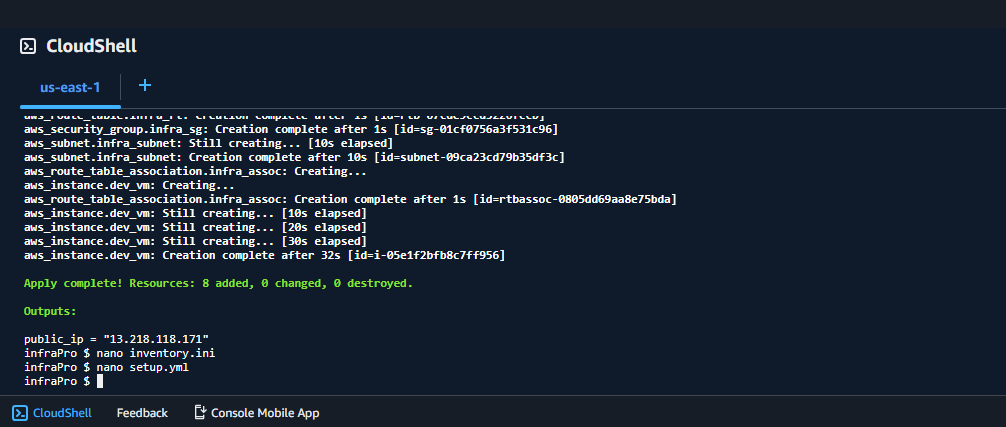 CloudShell
us-east-1
aws_security_group.infra_sg: Creation complete after 1s [id=sg-01cf0756a3f531c96]
aws_subnet.infra_subnet: Still creating... [10s elapsed]
aws_subnet.infra_subnet: Creation complete after 10s [id=subnet-09ca23cd79b35df3c]
aws_route_table_association.infra_assoc: Creating...
aws_instance.dev_vm: Creating...
aws_route_table_association.infra_assoc: Creation complete after 1s [id=rtbassoc-0805dd69aa8e75bda]
aws_instance.dev_vm: Still creating... [10s elapsed]
aws_instance.dev_vm: Still creating... [20s elapsed]
aws_instance.dev_vm: Still creating... [30s elapsed]
aws_instance.dev_vm: Creation complete after 32s [id=i-05e1f2bfb8c7ff956]
Apply complete! Resources: 8 added, 0 changed, 0 destroyed.
Outputs:
public_ip = "13.218.118.171"
infraPro $ nano inventory.ini
infraPro $ nano setup.yml
infraPro $
CloudShell Feedback Console Mobile App